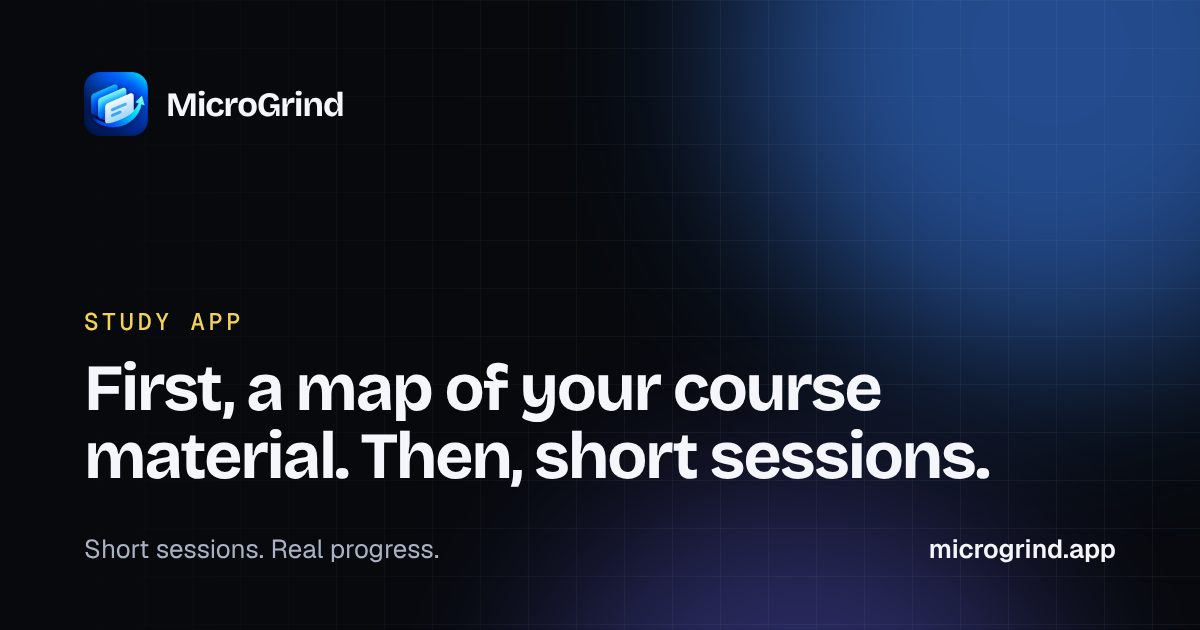 MicroGrind
STUDY APP
First, a map of your course
material. Then, short sessions.
Short sessions. Real progress.
microgrind.app